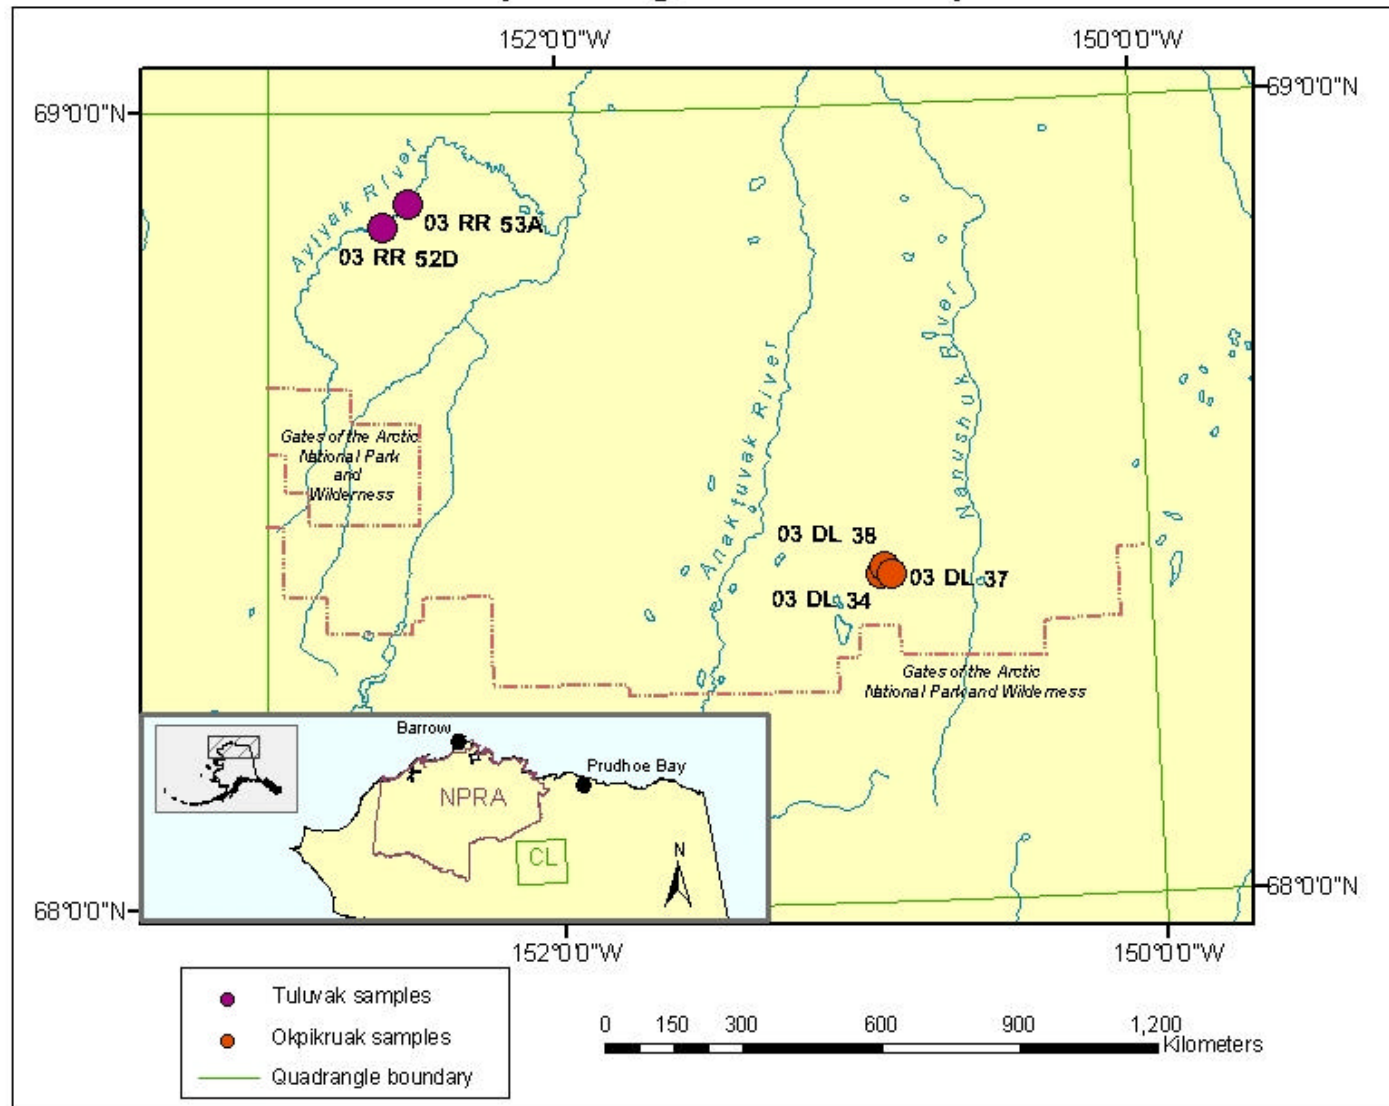 152°0'0"W
150°0'0"W
69°0'0"N
69°0'0"N
Ayiyak River
03 RR 53A
03 RR 52D
Anaktuvak River
Nanushuk River
Gates of the Arctic
National Park
and
Wilderness
03 DL 38
03 DL 37
03 DL 34
Gates of the Arctic
National Park and Wilderness
Barrow
Prudhoe Bay
NPRA
CL
N
68°0'0"N
68°0'0"N
152°0'0"W
150°0'0"W
Tuluvak samples
Okpikruak samples
Quadrangle boundary
0 150 300 600 900 1,200
Kilometers